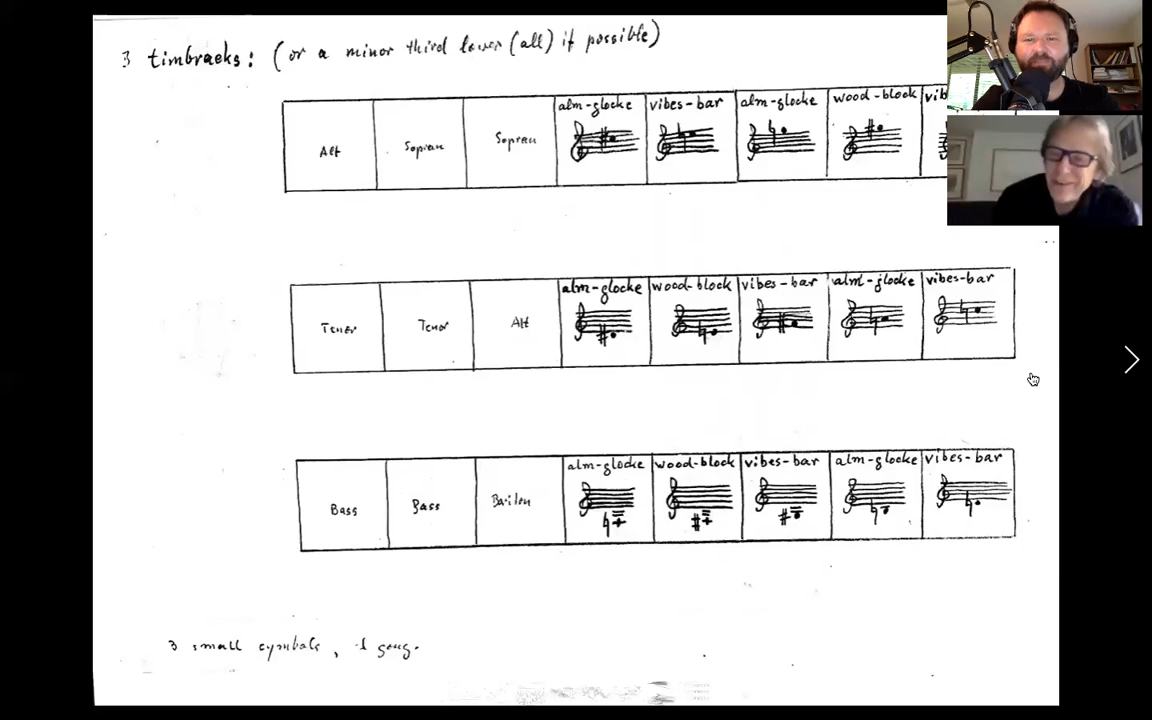 3 timbracks: (or a minor third lower (all) if possible)
alm-glocke vibes-bar alm-glocke wood-block vib
Alt Sopran Sopran
alm-glocke wood-block vibes-bar alm-glocke vibes-bar
Tenor Tenor Alt
alm-glocke wood-block vibes-bar alm-glocke vibes-bar
Bass Bass Bariton
3 small cymbals, 1 gong.